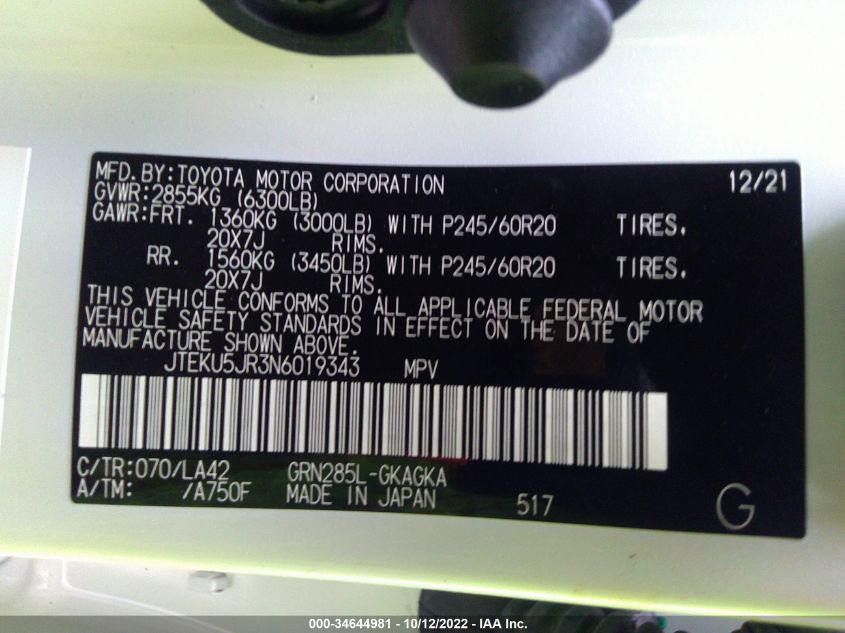 MFD.BY:TOYOTA MOTOR CORPORATION 12/21
GVWR:2855KG (6300LB)
GAWR:FRT. 1360KG (3000LB) WITH P245/60R20 TIRES.
20X7J RIMS.
RR. 1560KG (3450LB) WITH P245/60R20 TIRES.
20X7J RIMS.
THIS VEHICLE CONFORMS TO ALL APPLICABLE FEDERAL MOTOR
VEHICLE SAFETY STANDARDS IN EFFECT ON THE DATE OF
MANUFACTURE SHOWN ABOVE.
JTEKU5JR3N6019343 MPV
C/TR:070/LA42 GRN285L-GKAGKA
A/TM: /A750F MADE IN JAPAN 517 G
000-34644981 - 10/12/2022 - IAA Inc.